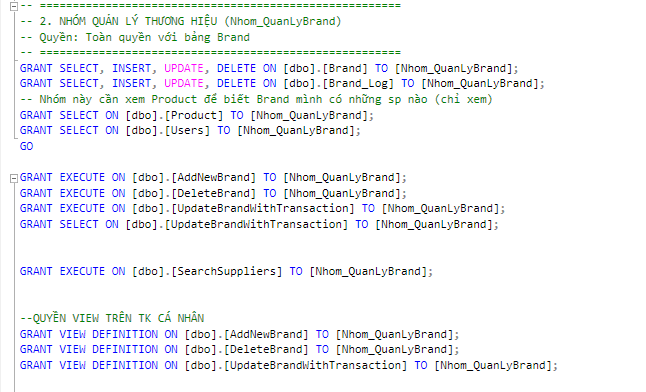 -- =======================================================
-- 2. NHÓM QUẢN LÝ THƯƠNG HIỆU (Nhom_QuanLyBrand)
-- Quyền: Toàn quyền với bảng Brand
-- =======================================================
GRANT SELECT, INSERT, UPDATE, DELETE ON [dbo].[Brand] TO [Nhom_QuanLyBrand];
GRANT SELECT, INSERT, UPDATE, DELETE ON [dbo].[Brand_Log] TO [Nhom_QuanLyBrand];
-- Nhóm này cần xem Product để biết Brand mình có những sp nào (chỉ xem)
GRANT SELECT ON [dbo].[Product] TO [Nhom_QuanLyBrand];
GRANT SELECT ON [dbo].[Users] TO [Nhom_QuanLyBrand];
GO
GRANT EXECUTE ON [dbo].[AddNewBrand] TO [Nhom_QuanLyBrand];
GRANT EXECUTE ON [dbo].[DeleteBrand] TO [Nhom_QuanLyBrand];
GRANT EXECUTE ON [dbo].[UpdateBrandWithTransaction] TO [Nhom_QuanLyBrand];
GRANT SELECT ON [dbo].[UpdateBrandWithTransaction] TO [Nhom_QuanLyBrand];
GRANT EXECUTE ON [dbo].[SearchSuppliers] TO [Nhom_QuanLyBrand];
--QUYỀN VIEW TRÊN TK CÁ NHÂN
GRANT VIEW DEFINITION ON [dbo].[AddNewBrand] TO [Nhom_QuanLyBrand];
GRANT VIEW DEFINITION ON [dbo].[DeleteBrand] TO [Nhom_QuanLyBrand];
GRANT VIEW DEFINITION ON [dbo].[UpdateBrandWithTransaction] TO [Nhom_QuanLyBrand];